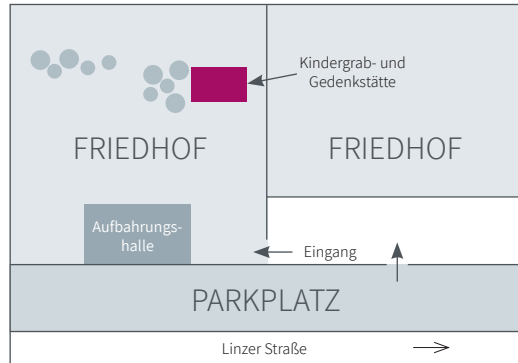 Kindergrab- und
Gedenkstätte
FRIEDHOF
FRIEDHOF
Aufbahrungs-
halle
Eingang
PARKPLATZ
Linzer Straße